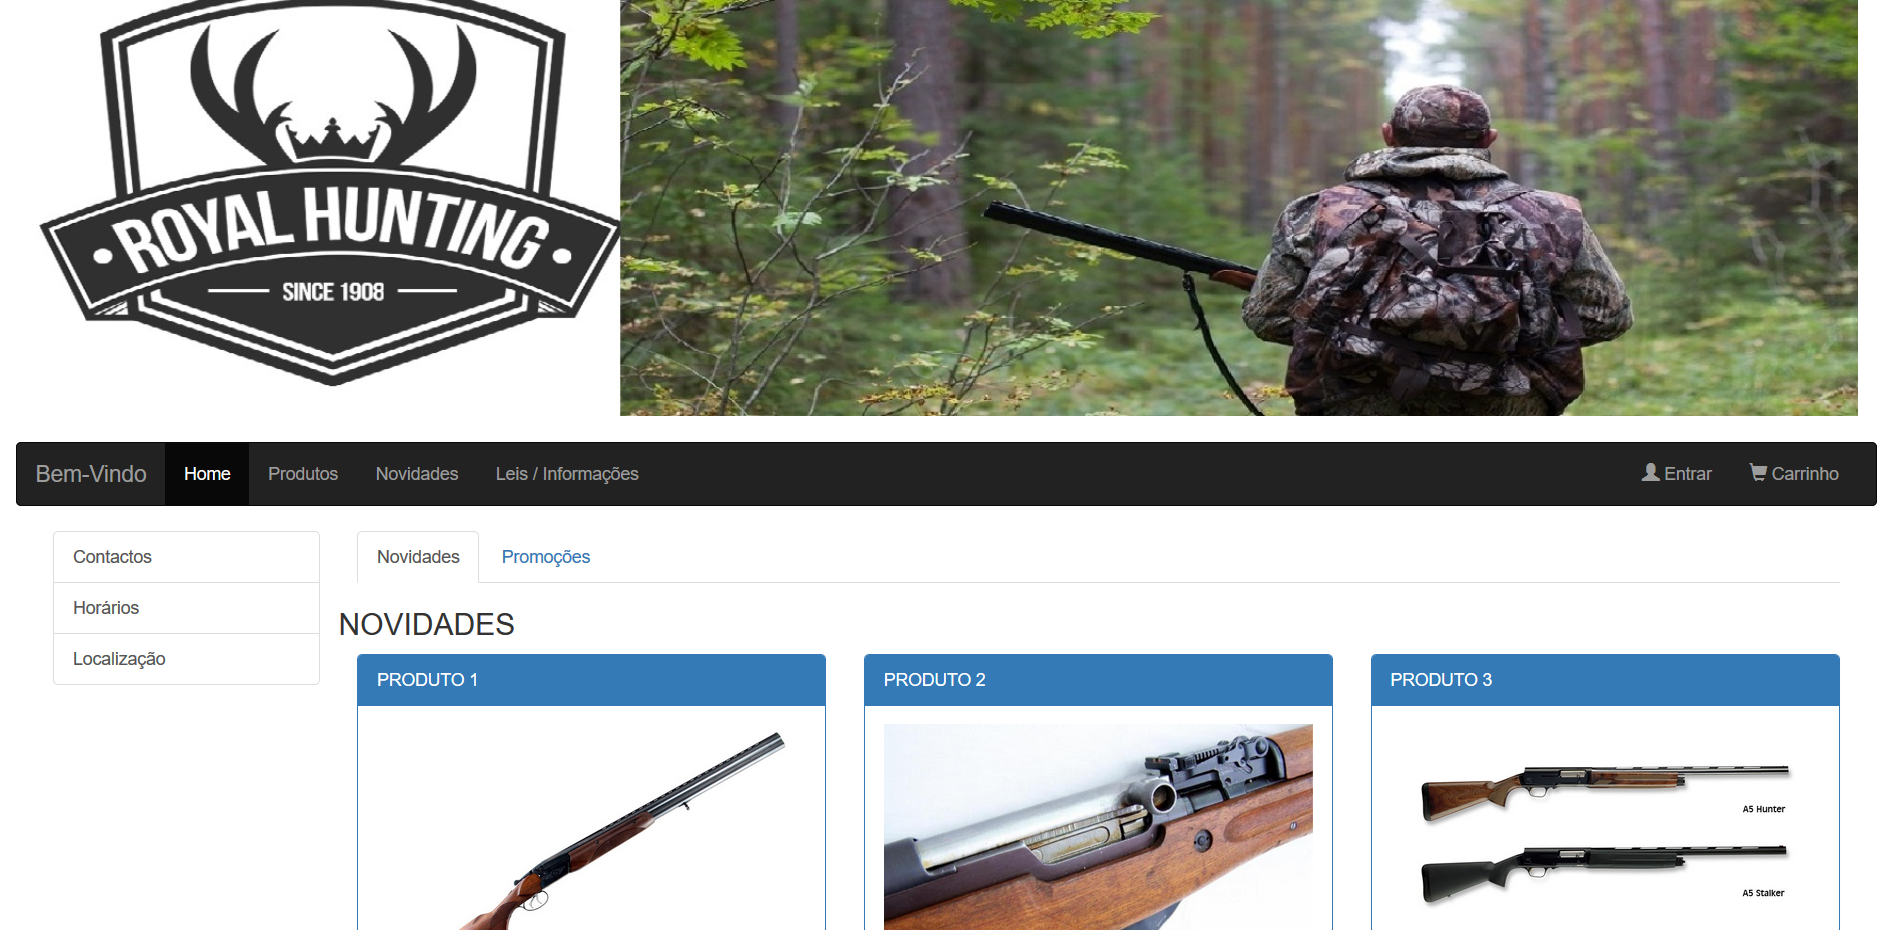 ROYAL HUNTING
SINCE 1908
Bem-Vindo
Home
Produtos
Novidades
Leis / Informações
Entrar
Carrinho
Contactos
Horários
Localização
Novidades
Promoções
NOVIDADES
PRODUTO 1
PRODUTO 2
PRODUTO 3
A5 Hunter
A5 Stalker